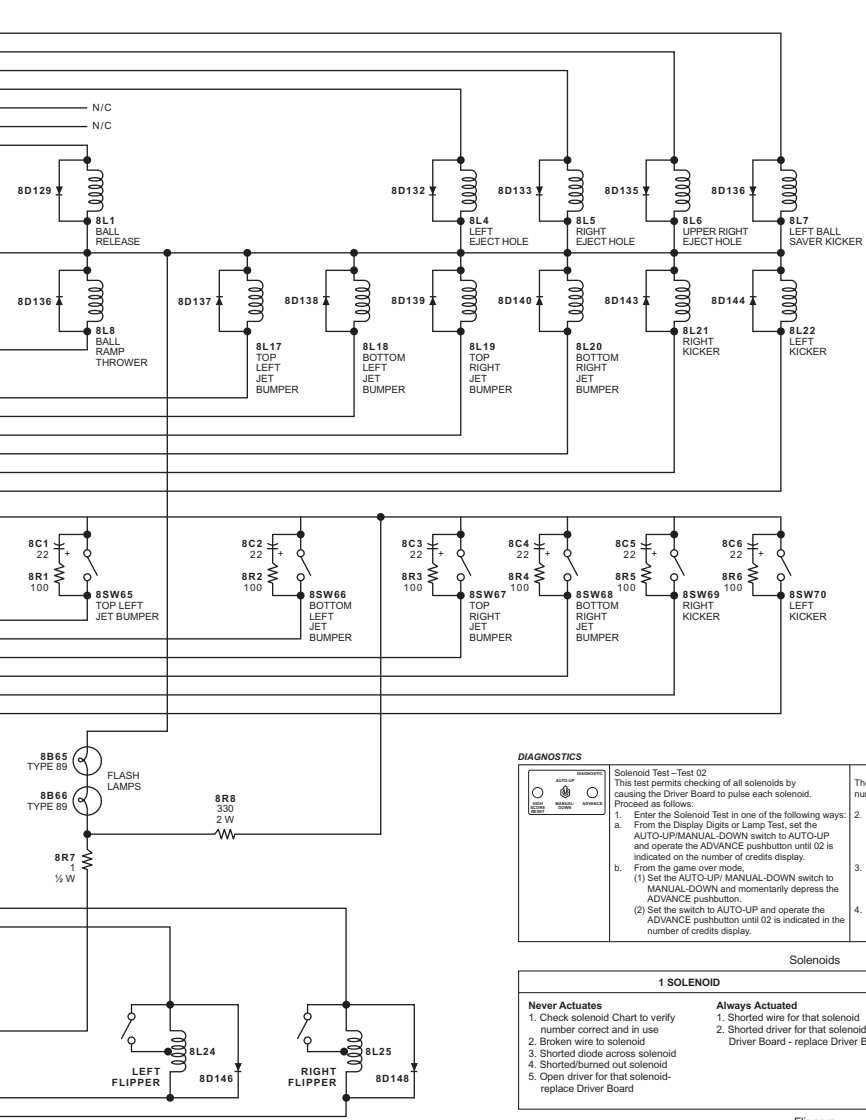 N/C
N/C
8D129
8L1
BALL
RELEASE
8D132
8L4
LEFT
EJECT HOLE
8D133
8L5
RIGHT
EJECT HOLE
8D135
8L6
UPPER RIGHT
EJECT HOLE
8D136
8L7
LEFT BALL
SAVER KICKER
8D136
8L8
BALL
RAMP
THROWER
8D137
8L17
TOP
LEFT
JET
BUMPER
8D138
8L18
BOTTOM
LEFT
JET
BUMPER
8D139
8L19
TOP
RIGHT
JET
BUMPER
8D140
8L20
BOTTOM
RIGHT
JET
BUMPER
8D143
8L21
RIGHT
KICKER
8D144
8L22
LEFT
KICKER
8C1
22
+
8R1
100
8SW65
TOP LEFT
JET BUMPER
8C2
22
+
8R2
100
8SW66
BOTTOM
LEFT
JET
BUMPER
8C3
22
+
8R3
100
8SW67
TOP
RIGHT
JET
BUMPER
8C4
22
+
8R4
100
8SW68
BOTTOM
RIGHT
JET
BUMPER
8C5
22
+
8R5
100
8SW69
RIGHT
KICKER
8C6
22
+
8R6
100
8SW70
LEFT
KICKER
8B65
TYPE 89
8B66
TYPE 89
FLASH
LAMPS
8R8
330
2 W
8R7
1
½ W
8L24
LEFT
FLIPPER
8D146
8L25
RIGHT
FLIPPER
8D148
DIAGNOSTICS
DIAGNOSTIC
AUTO-UP
HIGH
SCORE
RESET
MANUAL-
DOWN
ADVANCE
Solenoid Test –Test 02
This test permits checking of all solenoids by
causing the Driver Board to pulse each solenoid.
Proceed as follows:
1. Enter the Solenoid Test in one of the following ways:
a. From the Display Digits or Lamp Test, set the
AUTO-UP/MANUAL-DOWN switch to AUTO-UP
and operate the ADVANCE pushbutton until 02 is
indicated on the number of credits display.
b. From the game over mode,
(1) Set the AUTO-UP/ MANUAL-DOWN switch to
MANUAL-DOWN and momentarily depress the
ADVANCE pushbutton.
(2) Set the switch to AUTO-UP and operate the
ADVANCE pushbutton until 02 is indicated in the
number of credits display.
2.
3.
4.
Solenoids
1 SOLENOID
Never Actuates
1. Check solenoid Chart to verify
number correct and in use
2. Broken wire to solenoid
3. Shorted diode across solenoid
4. Shorted/burned out solenoid
5. Open driver for that solenoid-
replace Driver Board
Always Actuated
1. Shorted wire for that solenoid
2. Shorted driver for that solenoid
Driver Board - replace Driver B